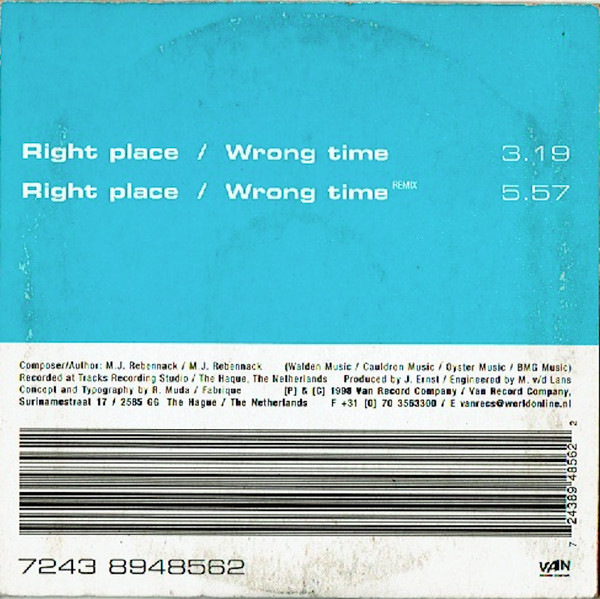 Right place / Wrong time 3.19
Right place / Wrong time REMIX 5.57
Composer/Author: M.J. Rebennack / M.J. Rebennack (Walden Music / Cauldron Music / Oyster Music / BMG Music)
Recorded at Tracks Recording Studio / The Hague, The Netherlands Produced by J. Ernst / Engineered by M. v/d Lans
Concept and Typography by R. Muda / Fabrique [P] & [C] 1998 Van Record Company / Van Record Company,
Surinamestraat 17 / 2585 GG The Hague / The Netherlands F +31 [0] 70 3563300 / E vanrecs@worldonline.nl
7 24389 48562 2
7243 8948562
VAN
RECORD COMPANY